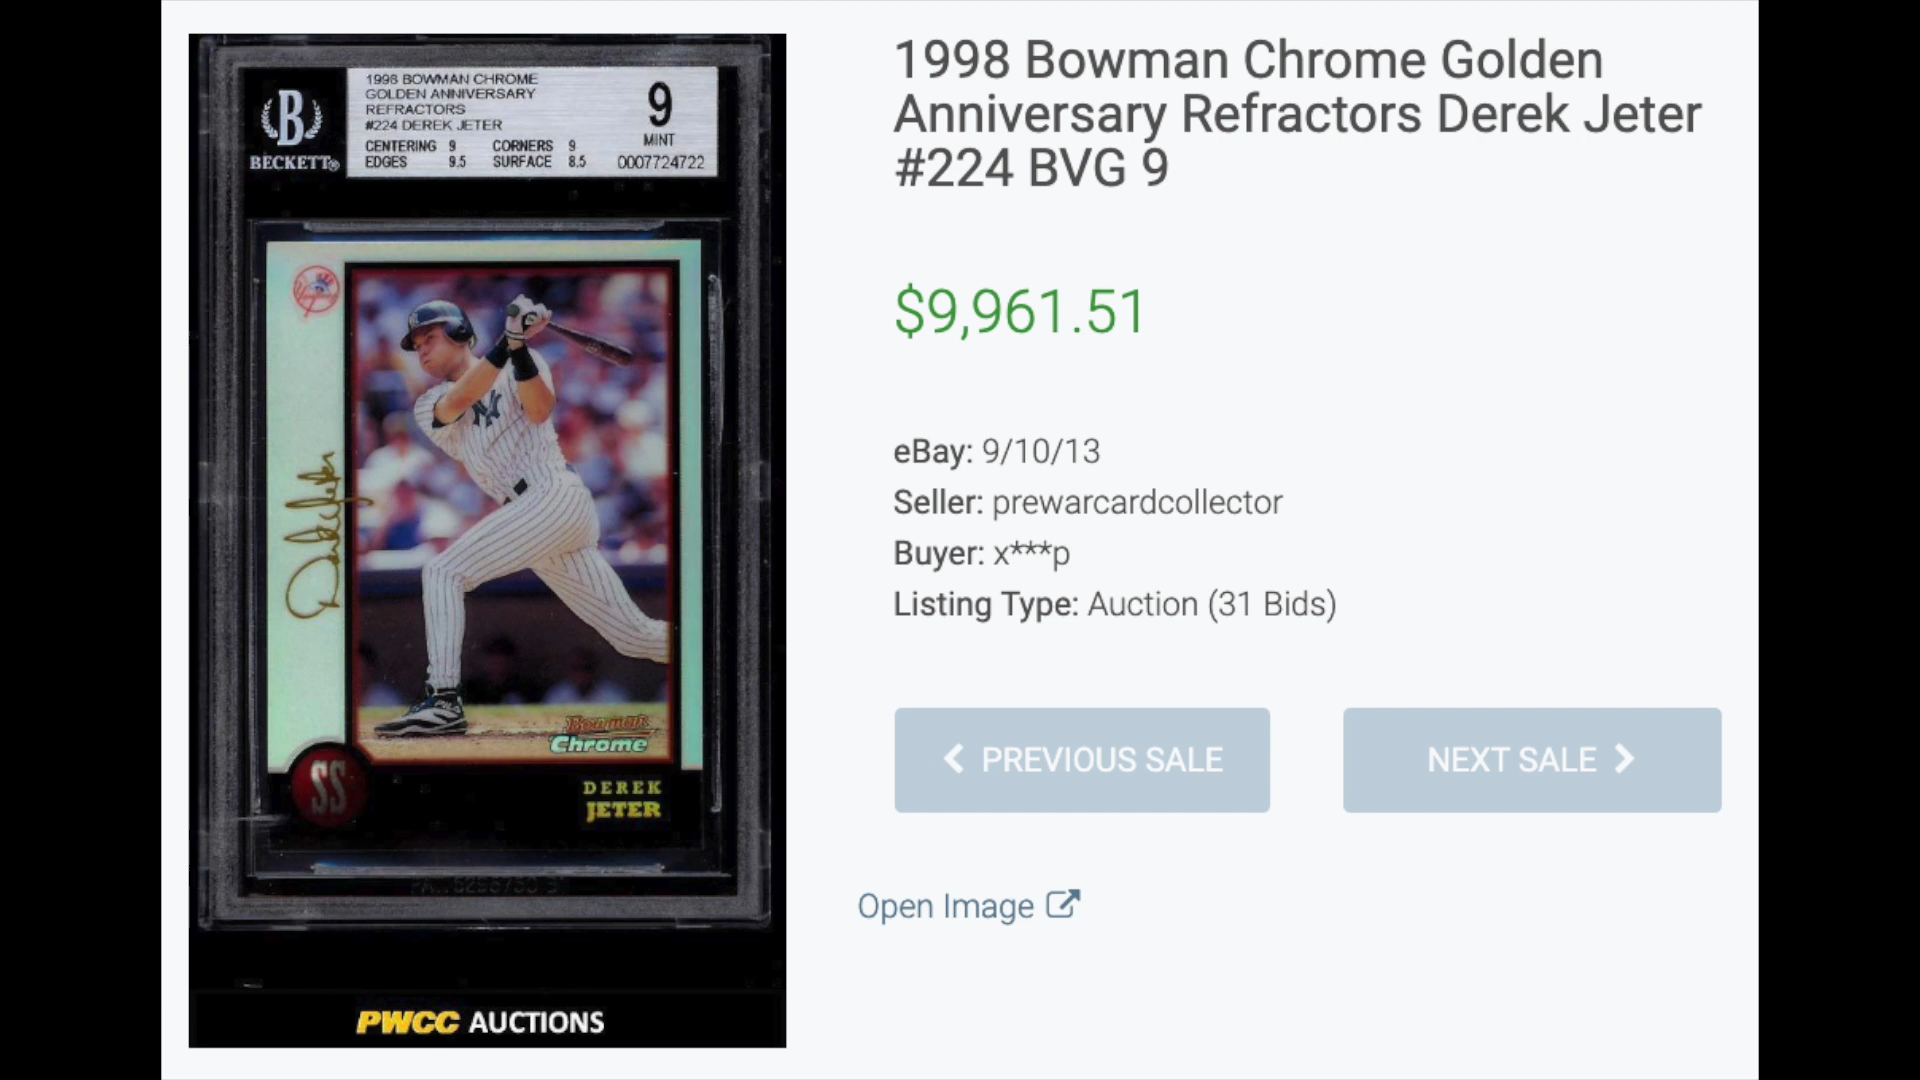 1998 BOWMAN CHROME
GOLDEN ANNIVERSARY
REFRACTORS
#224 DEREK JETER
CENTERING 9 CORNERS 9
EDGES 9.5 SURFACE 8.5
9
MINT
0007724722
B
BECKETT
NY
Derek Jeter
Bowman
Chrome
SS
DEREK
JETER
PWCC AUCTIONS
1998 Bowman Chrome Golden
Anniversary Refractors Derek Jeter
#224 BVG 9
$9,961.51
eBay: 9/10/13
Seller: prewarcardcollector
Buyer: x***p
Listing Type: Auction (31 Bids)
PREVIOUS SALE
NEXT SALE
Open Image